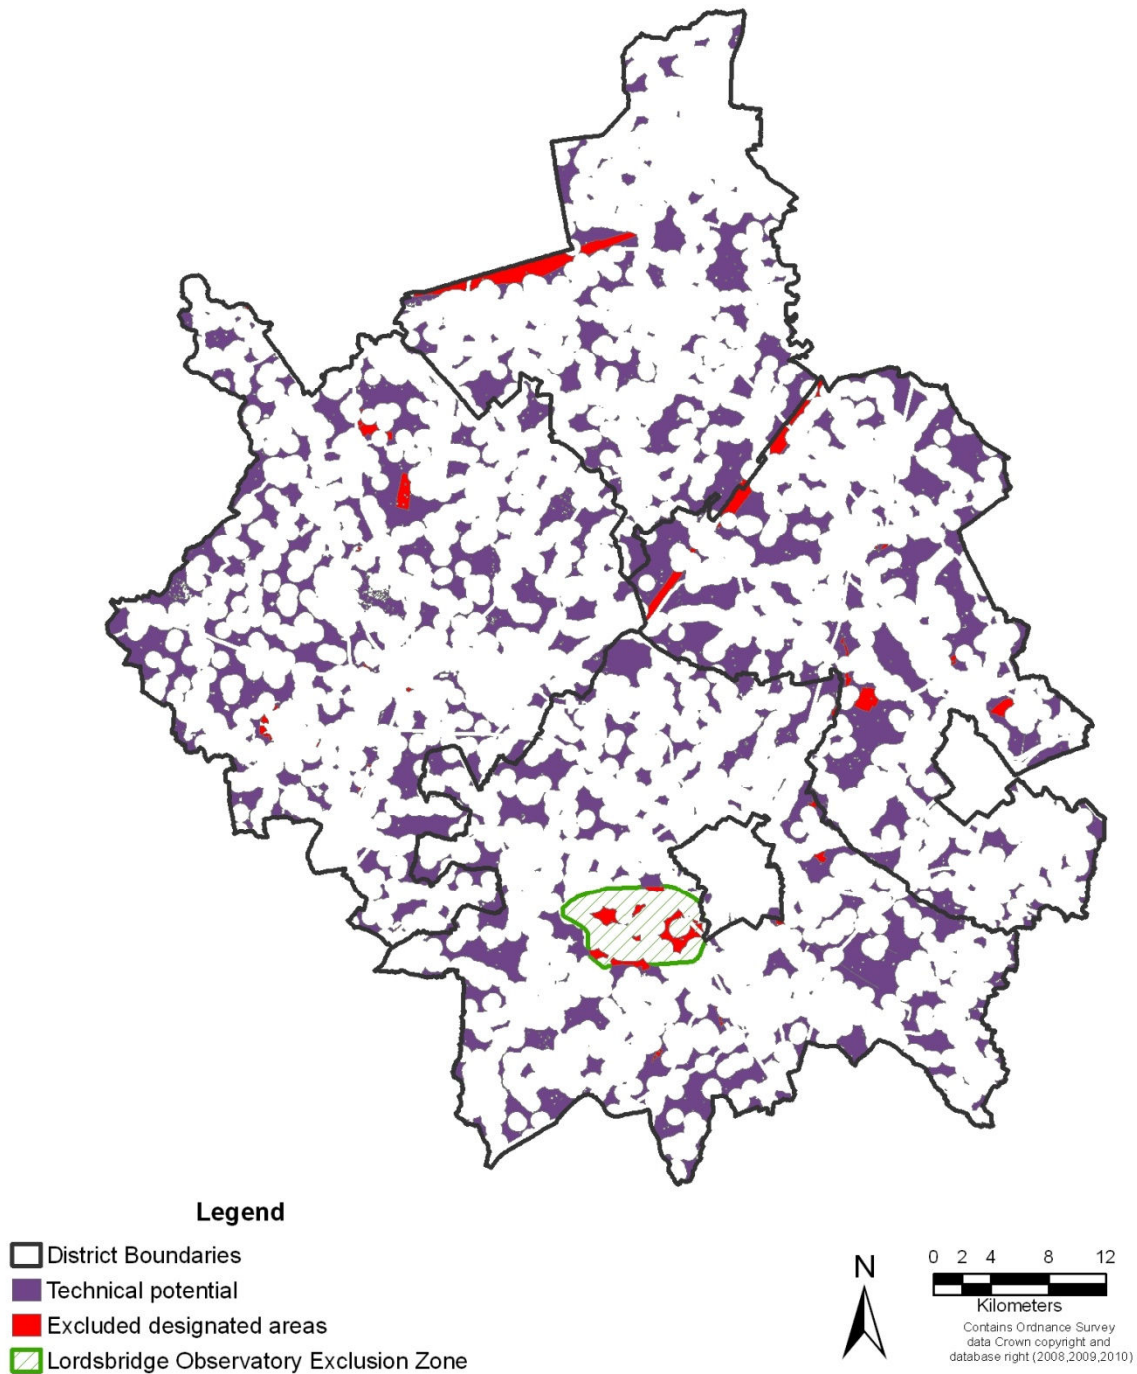 Legend
District Boundaries
Technical potential
Excluded designated areas
Lordsbridge Observatory Exclusion Zone
N
0 2 4 8 12
Kilometers
Contains Ordnance Survey
data Crown copyright and
database right (2008,2009,2010)